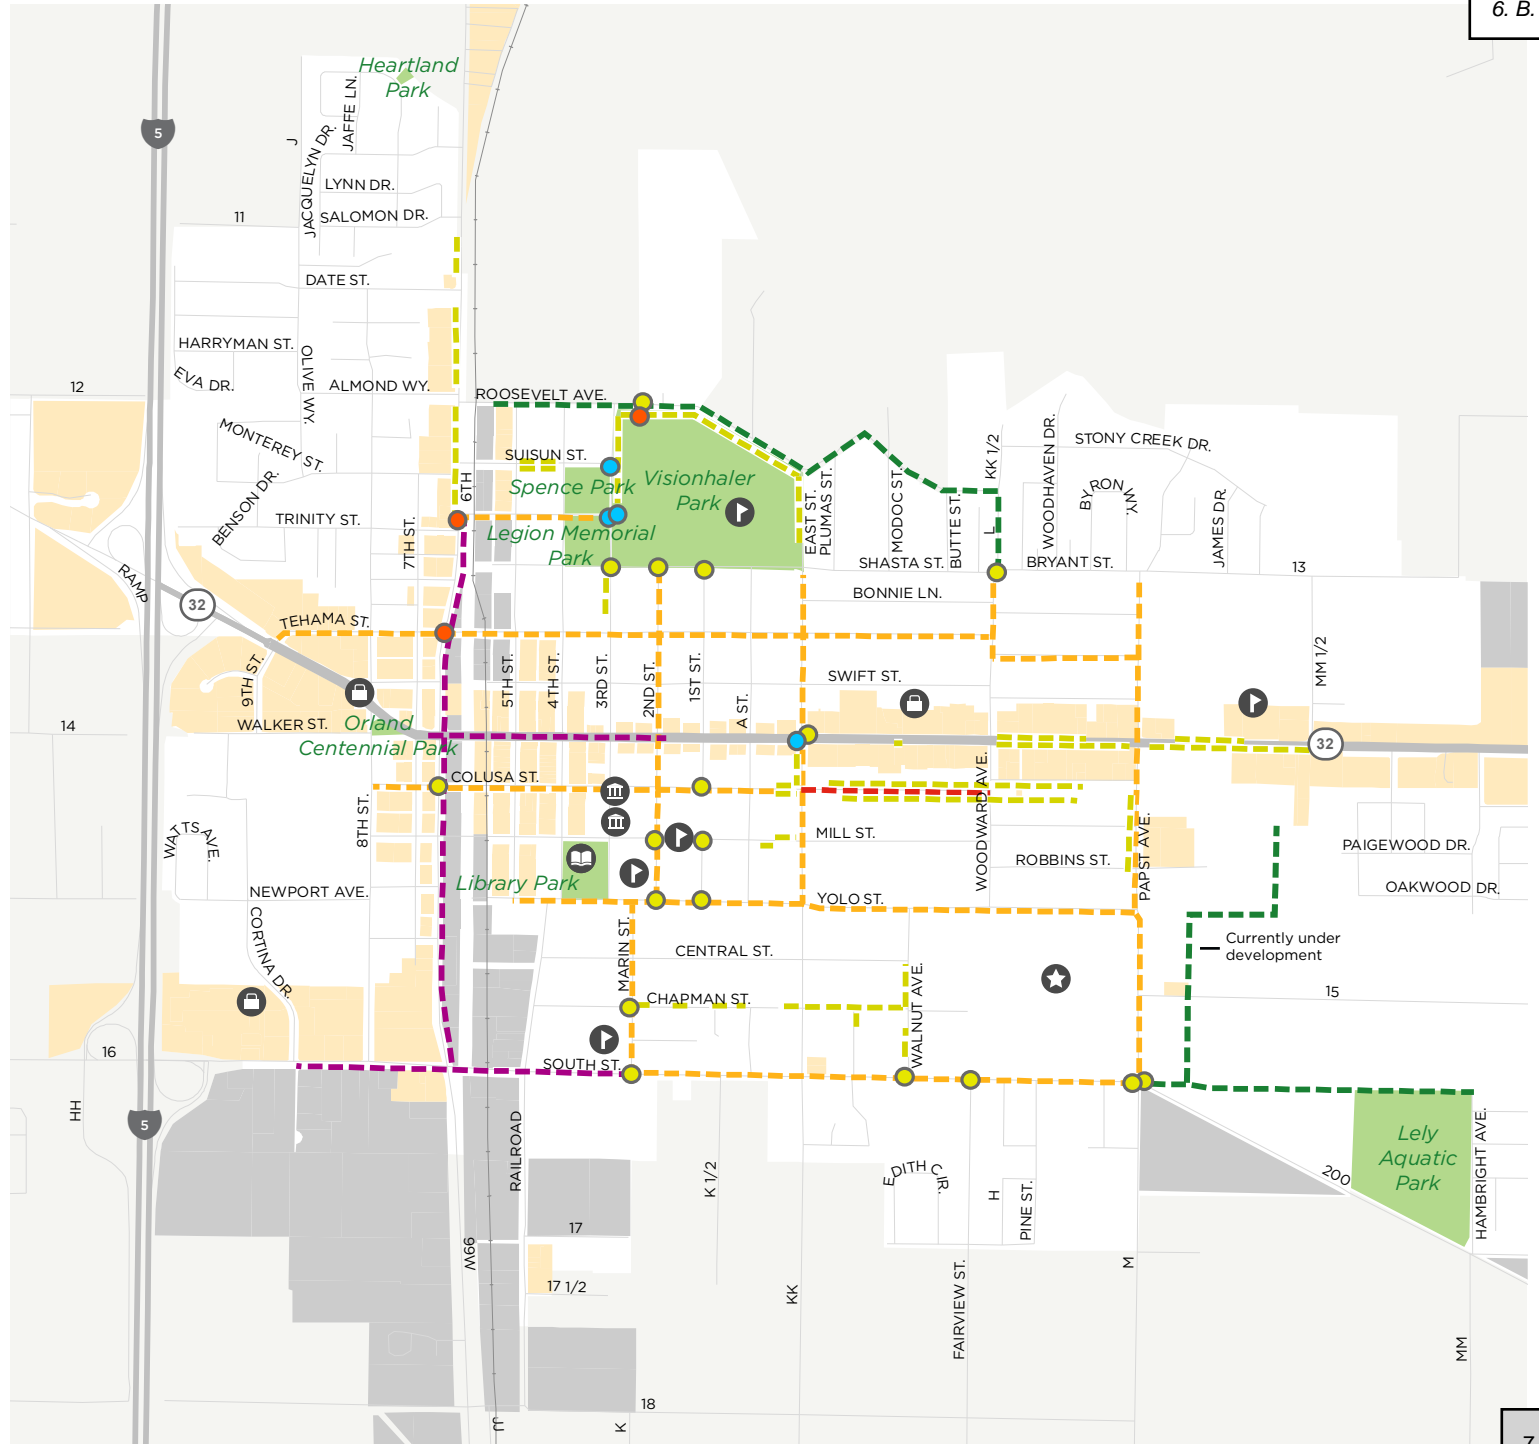 6. B.
Heartland
Park
5
J
JAFFE LN.
JACQUELYN DR.
LYNN DR.
11
SALOMON DR.
DATE ST.
HARRYMAN ST.
OLIVE WY.
EVA DR.
ALMOND WY.
12
ROOSEVELT AVE.
MONTEREY ST.
SUISUN ST.
6TH
Spence Park
Visionhaler
Park
KK 1/2
WOODHAVEN DR.
STONY CREEK DR.
BYRON WY.
BENSON DR.
TRINITY ST.
7TH ST.
Legion Memorial
Park
EAST ST.
PLUMAS ST.
MODOC ST.
BUTTE ST.
L
JAMES DR.
SHASTA ST.
BRYANT ST.
13
RAMP
32
BONNIE LN.
TEHAMA ST.
9TH ST.
5TH ST.
4TH ST.
3RD ST.
2ND ST.
1ST ST.
A ST.
SWIFT ST.
MM 1/2
14
WALKER ST.
Orland
Centennial Park
32
COLUSA ST.
WOODWARD AVE.
8TH ST.
WATTS AVE.
MILL ST.
ROBBINS ST.
PAPST AVE.
PAIGEWOOD DR.
OAKWOOD DR.
NEWPORT AVE.
Library Park
YOLO ST.
CORTINA DR.
MARIN ST.
CENTRAL ST.
Currently under
development
CHAPMAN ST.
WALNUT AVE.
15
16
SOUTH ST.
HH
5
RAILROAD
K 1/2
EDITH CIR.
H
PINE ST.
200
Lely
Aquatic
Park
HAMBRIGHT AVE.
17
99W
17 1/2
KK
FAIRVIEW ST.
M
MM
18
JJ
K
7